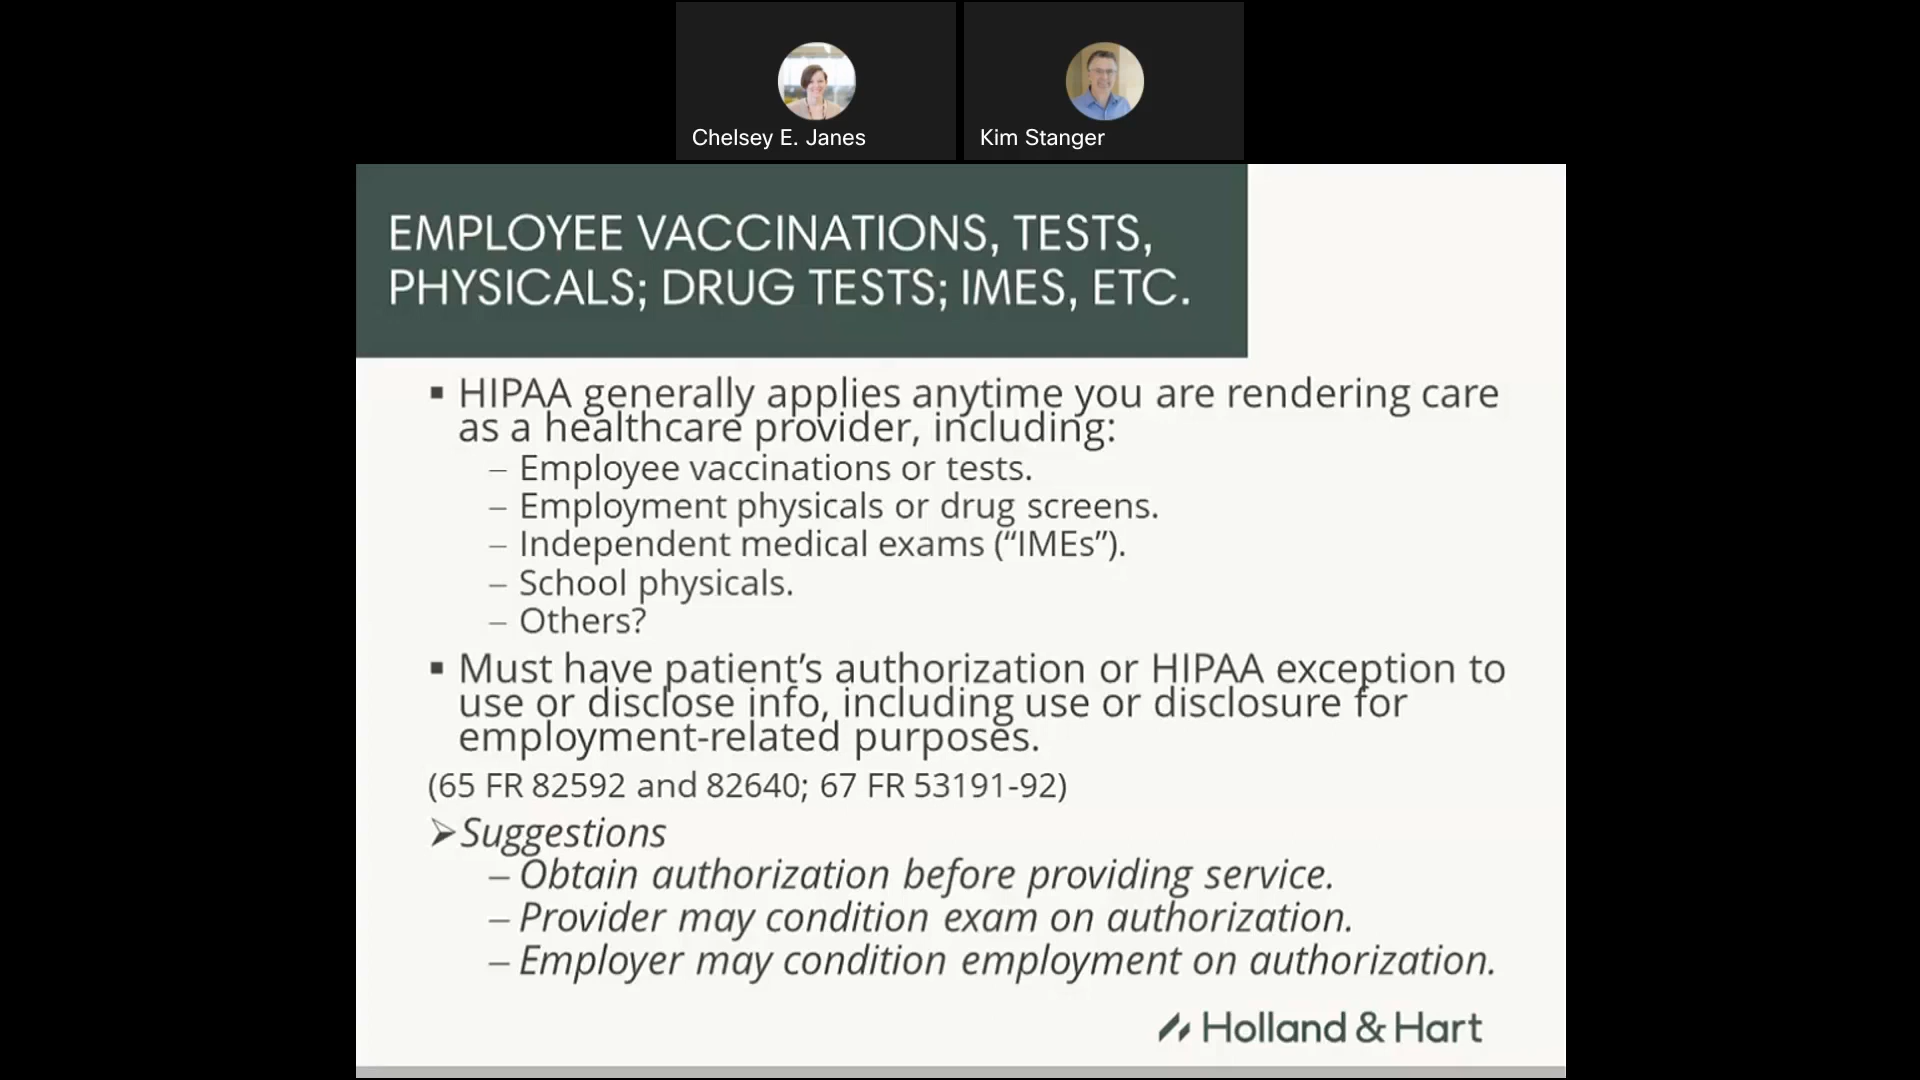 Chelsey E. Janes
Kim Stanger
EMPLOYEE VACCINATIONS, TESTS,
PHYSICALS; DRUG TESTS; IMES, ETC.
▪ HIPAA generally applies anytime you are rendering care
as a healthcare provider, including:
– Employee vaccinations or tests.
– Employment physicals or drug screens.
– Independent medical exams (“IMEs”).
– School physicals.
– Others?
▪ Must have patient’s authorization or HIPAA exception to
use or disclose info, including use or disclosure for
employment-related purposes.
(65 FR 82592 and 82640; 67 FR 53191-92)
➢ Suggestions
– Obtain authorization before providing service.
– Provider may condition exam on authorization.
– Employer may condition employment on authorization.
Holland & Hart